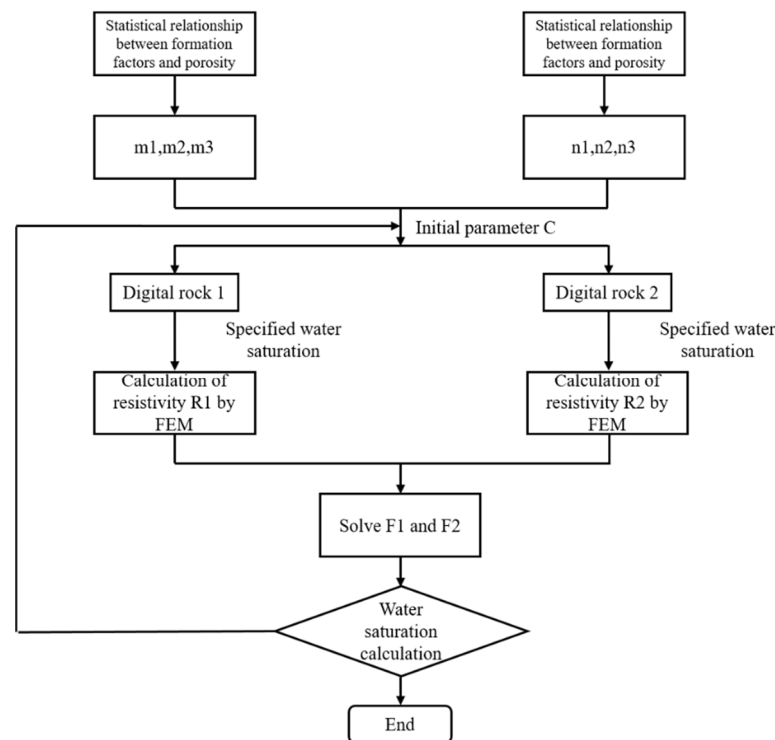 Statistical relationship
between formation
factors and porosity
Statistical relationship
between formation
factors and porosity
m1,m2,m3
n1,n2,n3
Initial parameter C
Digital rock 1
Digital rock 2
Specified water
saturation
Specified water
saturation
Calculation of
resistivity R1 by
FEM
Calculation of
resistivity R2 by
FEM
Solve F1 and F2
Water
saturation
calculation
End